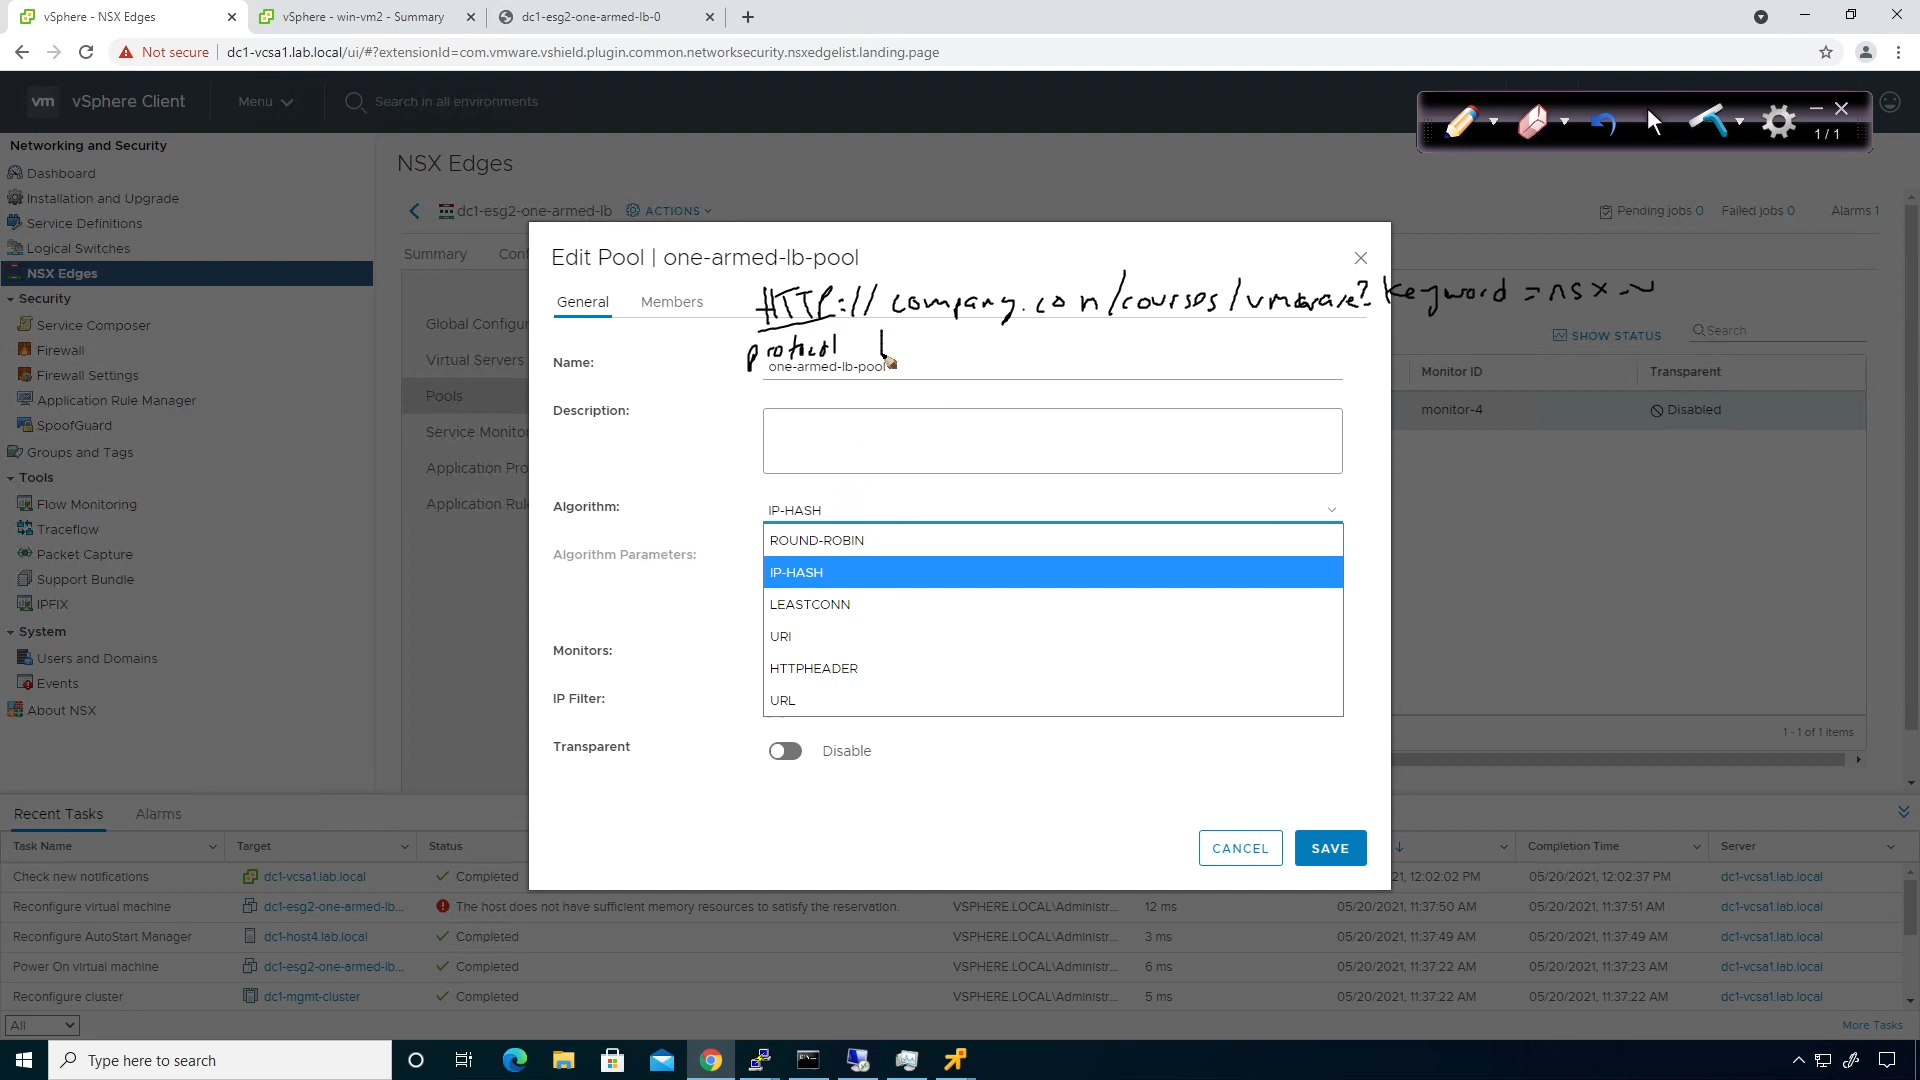 vSphere - NSX Edges
vSphere - win-vm2 - Summary
dc1-esg2-one-armed-lb-0
Not secure
dc1-vcsa1.lab.local/ui/#?extensionId=com.vmware.vshield.plugin.common.networksecurity.nsxedgelist.landing.page
vm vSphere Client
Menu
Search in all environments
1 / 1
Networking and Security
Dashboard
Installation and Upgrade
Service Definitions
Logical Switches
NSX Edges
Security
Service Composer
Firewall
Firewall Settings
Application Rule Manager
SpoofGuard
Groups and Tags
Tools
Flow Monitoring
Traceflow
Packet Capture
Support Bundle
IPFIX
System
Users and Domains
Events
About NSX
NSX Edges
dc1-esg2-one-armed-lb
ACTIONS
Pending jobs 0
Failed jobs 0
Alarms 1
Summary
Global Configur
Virtual Servers
Pools
Service Monitor
Application Pro
Application Rule
Edit Pool | one-armed-lb-pool
General
Members
HTTP://company.com/courses/vmware?keyword=nsx-v
protocol
Name:
one-armed-lb-pool
Description:
Algorithm:
IP-HASH
ROUND-ROBIN
IP-HASH
LEASTCONN
URI
HTTPHEADER
URL
Algorithm Parameters:
Monitors:
IP Filter:
Transparent
Disable
CANCEL
SAVE
SHOW STATUS
Search
Monitor ID
Transparent
monitor-4
Disabled
1 - 1 of 1 items
Recent Tasks
Alarms
Task Name
Target
Status
Completion Time
Server
Check new notifications dc1-vcsa1.lab.local Completed 21, 12:02:02 PM 05/20/2021, 12:02:37 PM dc1-vcsa1.lab.local
Reconfigure virtual machine dc1-esg2-one-armed-lb... The host does not have sufficient memory resources to satisfy the reservation. VSPHERE.LOCAL\Administr... 12 ms 05/20/2021, 11:37:50 AM 05/20/2021, 11:37:51 AM dc1-vcsa1.lab.local
Reconfigure AutoStart Manager dc1-host4.lab.local Completed VSPHERE.LOCAL\Administr... 3 ms 05/20/2021, 11:37:49 AM 05/20/2021, 11:37:49 AM dc1-vcsa1.lab.local
Power On virtual machine dc1-esg2-one-armed-lb... Completed VSPHERE.LOCAL\Administr... 6 ms 05/20/2021, 11:37:22 AM 05/20/2021, 11:37:23 AM dc1-vcsa1.lab.local
Reconfigure cluster dc1-mgmt-cluster Completed VSPHERE.LOCAL\Administr... 5 ms 05/20/2021, 11:37:22 AM 05/20/2021, 11:37:22 AM dc1-vcsa1.lab.local
All
More Tasks
Type here to search